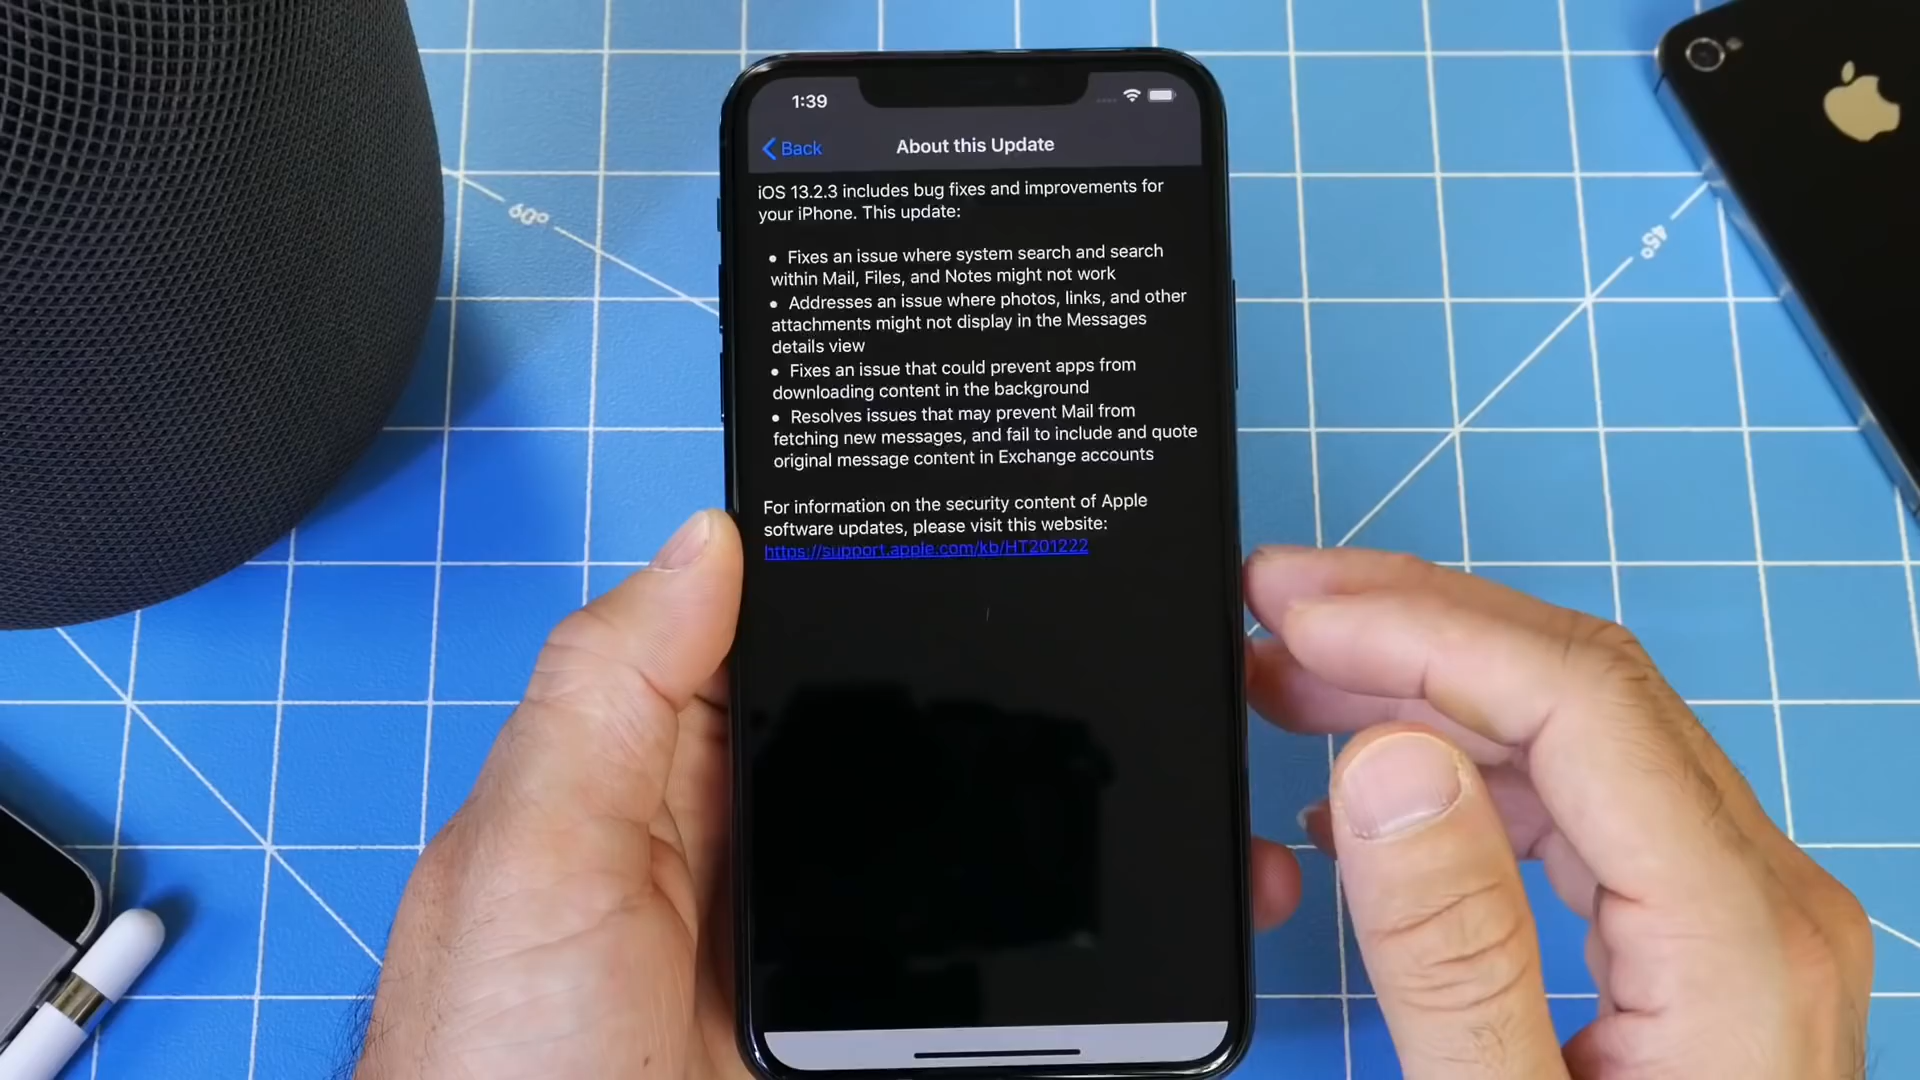 1:39
Back
About this Update
iOS 13.2.3 includes bug fixes and improvements for
your iPhone. This update:
• Fixes an issue where system search and search
within Mail, Files, and Notes might not work
• Addresses an issue where photos, links, and other
attachments might not display in the Messages
details view
• Fixes an issue that could prevent apps from
downloading content in the background
• Resolves issues that may prevent Mail from
fetching new messages, and fail to include and quote
original message content in Exchange accounts
For information on the security content of Apple
software updates, please visit this website:
https://support.apple.com/kb/HT201222
60°
45°